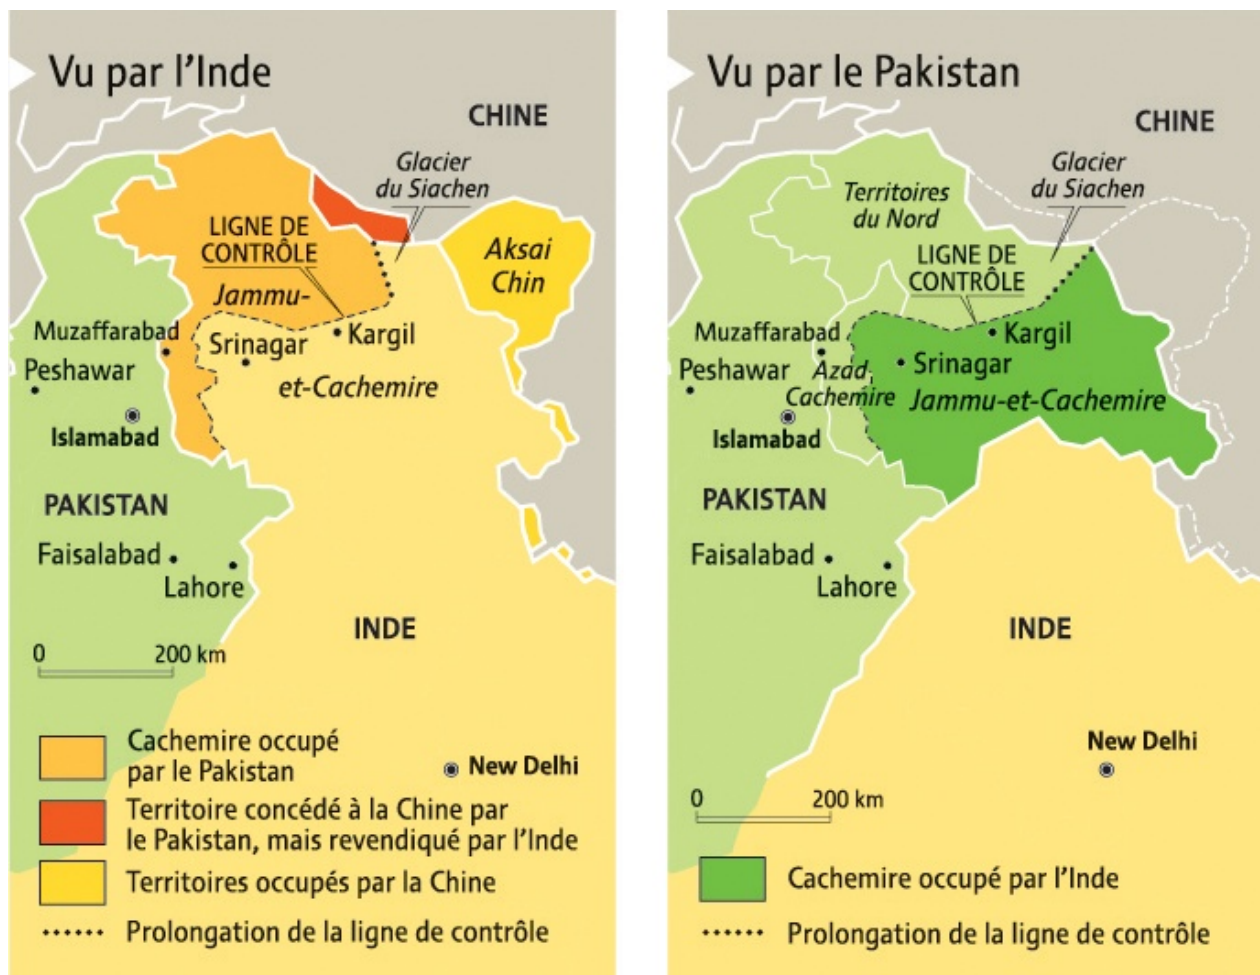 Vu par l'Inde
CHINE
Glacier
du Siachen
LIGNE DE
CONTRÔLE
Aksai
Chin
Jammu-
Muzaffarabad
Srinagar
Kargil
Peshawar
et-Cachemire
Islamabad
PAKISTAN
Faisalabad
Lahore
INDE
0 200 km
Cachemire occupé
par le Pakistan
New Delhi
Territoire concédé à la Chine par
le Pakistan, mais revendiqué par l'Inde
Territoires occupés par la Chine
Prolongation de la ligne de contrôle
Vu par le Pakistan
CHINE
Glacier
du Siachen
Territoires
du Nord
LIGNE DE
CONTRÔLE
Muzaffarabad
Kargil
Srinagar
Peshawar
Azad
Cachemire
Jammu-et-Cachemire
Islamabad
PAKISTAN
Faisalabad
Lahore
INDE
New Delhi
0 200 km
Cachemire occupé par l'Inde
Prolongation de la ligne de contrôle